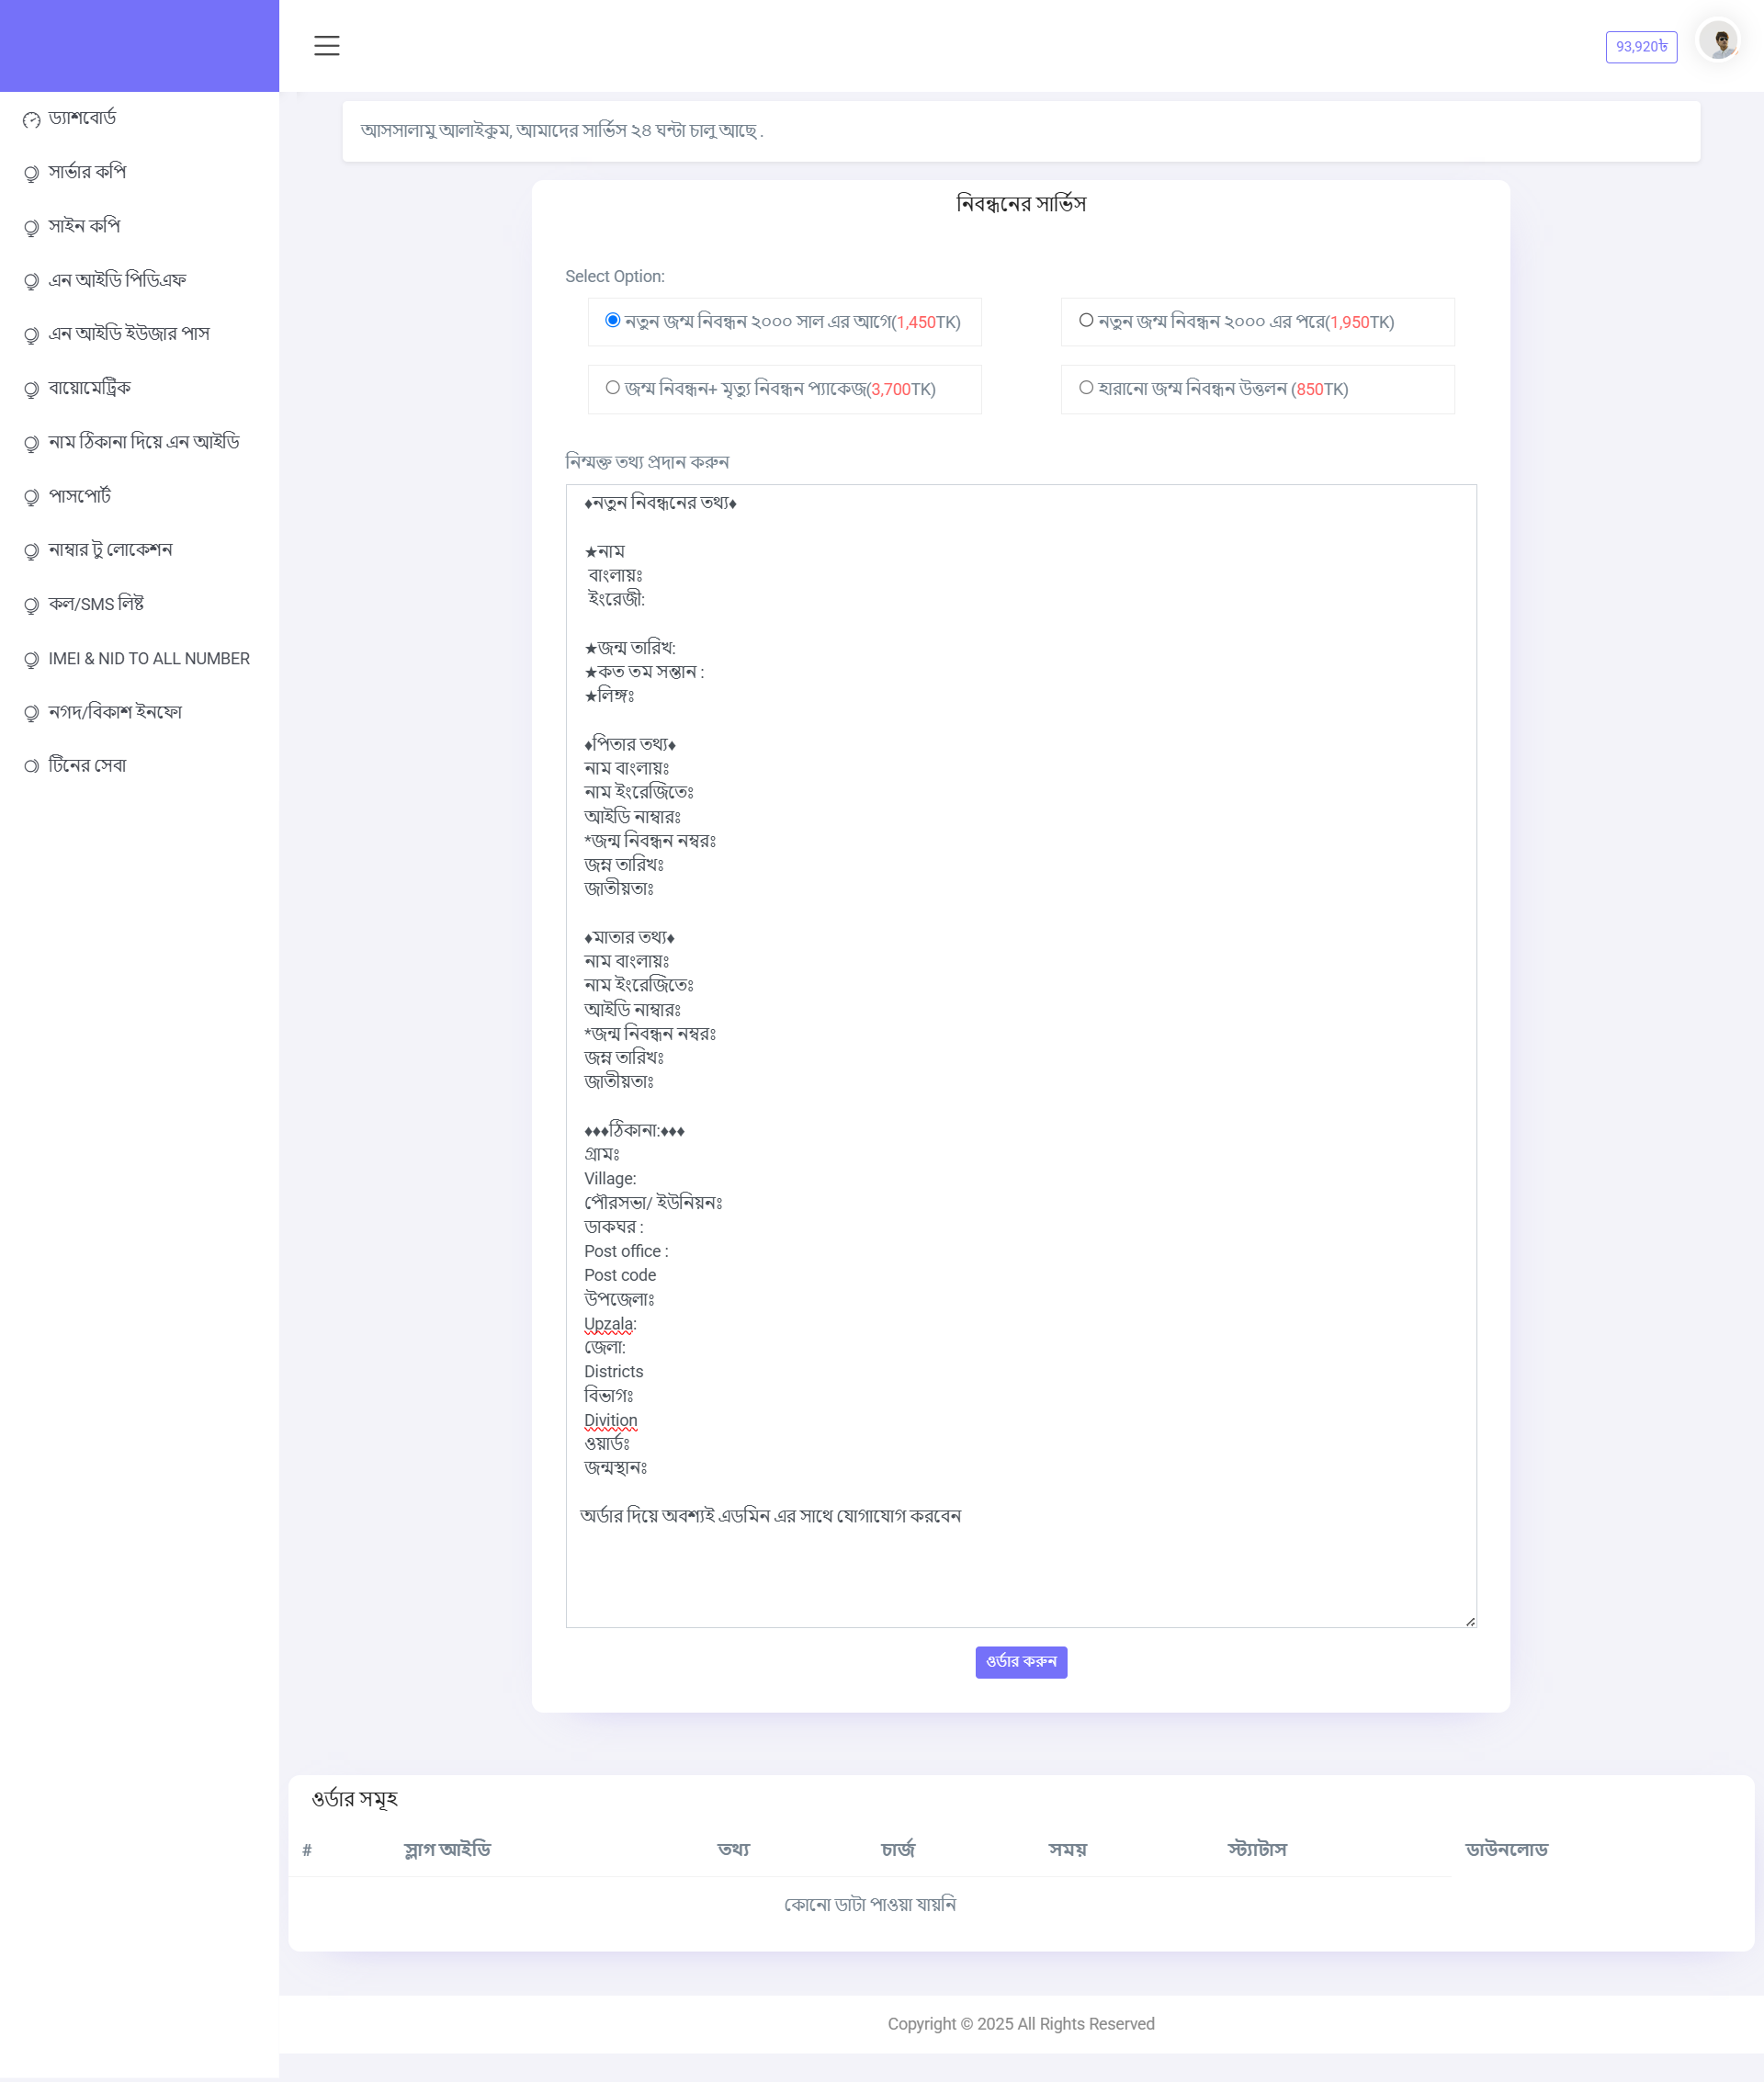 93,920৳
ড্যাশবোর্ড
সার্ভার কপি
সাইন কপি
এন আইডি পিডিএফ
এন আইডি ইউজার পাস
বায়োমেট্রিক
নাম ঠিকানা দিয়ে এন আইডি
পাসপোর্ট
নাম্বার টু লোকেশন
কল/SMS লিষ্ট
IMEI & NID TO ALL NUMBER
নগদ/বিকাশ ইনফো
টিনের সেবা
আসসালামু আলাইকুম, আমাদের সার্ভিস ২৪ ঘন্টা চালু আছে .
নিবন্ধনের সার্ভিস
Select Option:
নতুন জন্ম নিবন্ধন ২০০০ সাল এর আগে(1,450TK)
নতুন জন্ম নিবন্ধন ২০০০ এর পরে(1,950TK)
জন্ম নিবন্ধন+ মৃত্যু নিবন্ধন প্যাকেজ(3,700TK)
হারানো জন্ম নিবন্ধন উত্তলন (850TK)
নিম্মক্ত তথ্য প্রদান করুন
♦নতুন নিবন্ধনের তথ্য♦
★নাম
বাংলায়ঃ
ইংরেজী:
★জন্ম তারিখ:
★কত তম সন্তান :
★লিঙ্গঃ
♦পিতার তথ্য♦
নাম বাংলায়ঃ
নাম ইংরেজিতেঃ
আইডি নাম্বারঃ
*জন্ম নিবন্ধন নম্বরঃ
জম্ন তারিখঃ
জাতীয়তাঃ
♦মাতার তথ্য♦
নাম বাংলায়ঃ
নাম ইংরেজিতেঃ
আইডি নাম্বারঃ
*জন্ম নিবন্ধন নম্বরঃ
জম্ন তারিখঃ
জাতীয়তাঃ
♦♦♦ঠিকানা:♦♦♦
গ্রামঃ
Village:
পৌরসভা/ ইউনিয়নঃ
ডাকঘর :
Post office :
Post code
উপজেলাঃ
Upzala:
জেলা:
Districts
বিভাগঃ
Divition
ওয়ার্ডঃ
জন্মস্থানঃ
অর্ডার দিয়ে অবশ্যই এডমিন এর সাথে যোগাযোগ করবেন
ওর্ডার করুন
ওর্ডার সমূহ
# স্লাগ আইডি তথ্য চার্জ সময় স্ট্যাটাস ডাউনলোড
কোনো ডাটা পাওয়া যায়নি
Copyright © 2025 All Rights Reserved